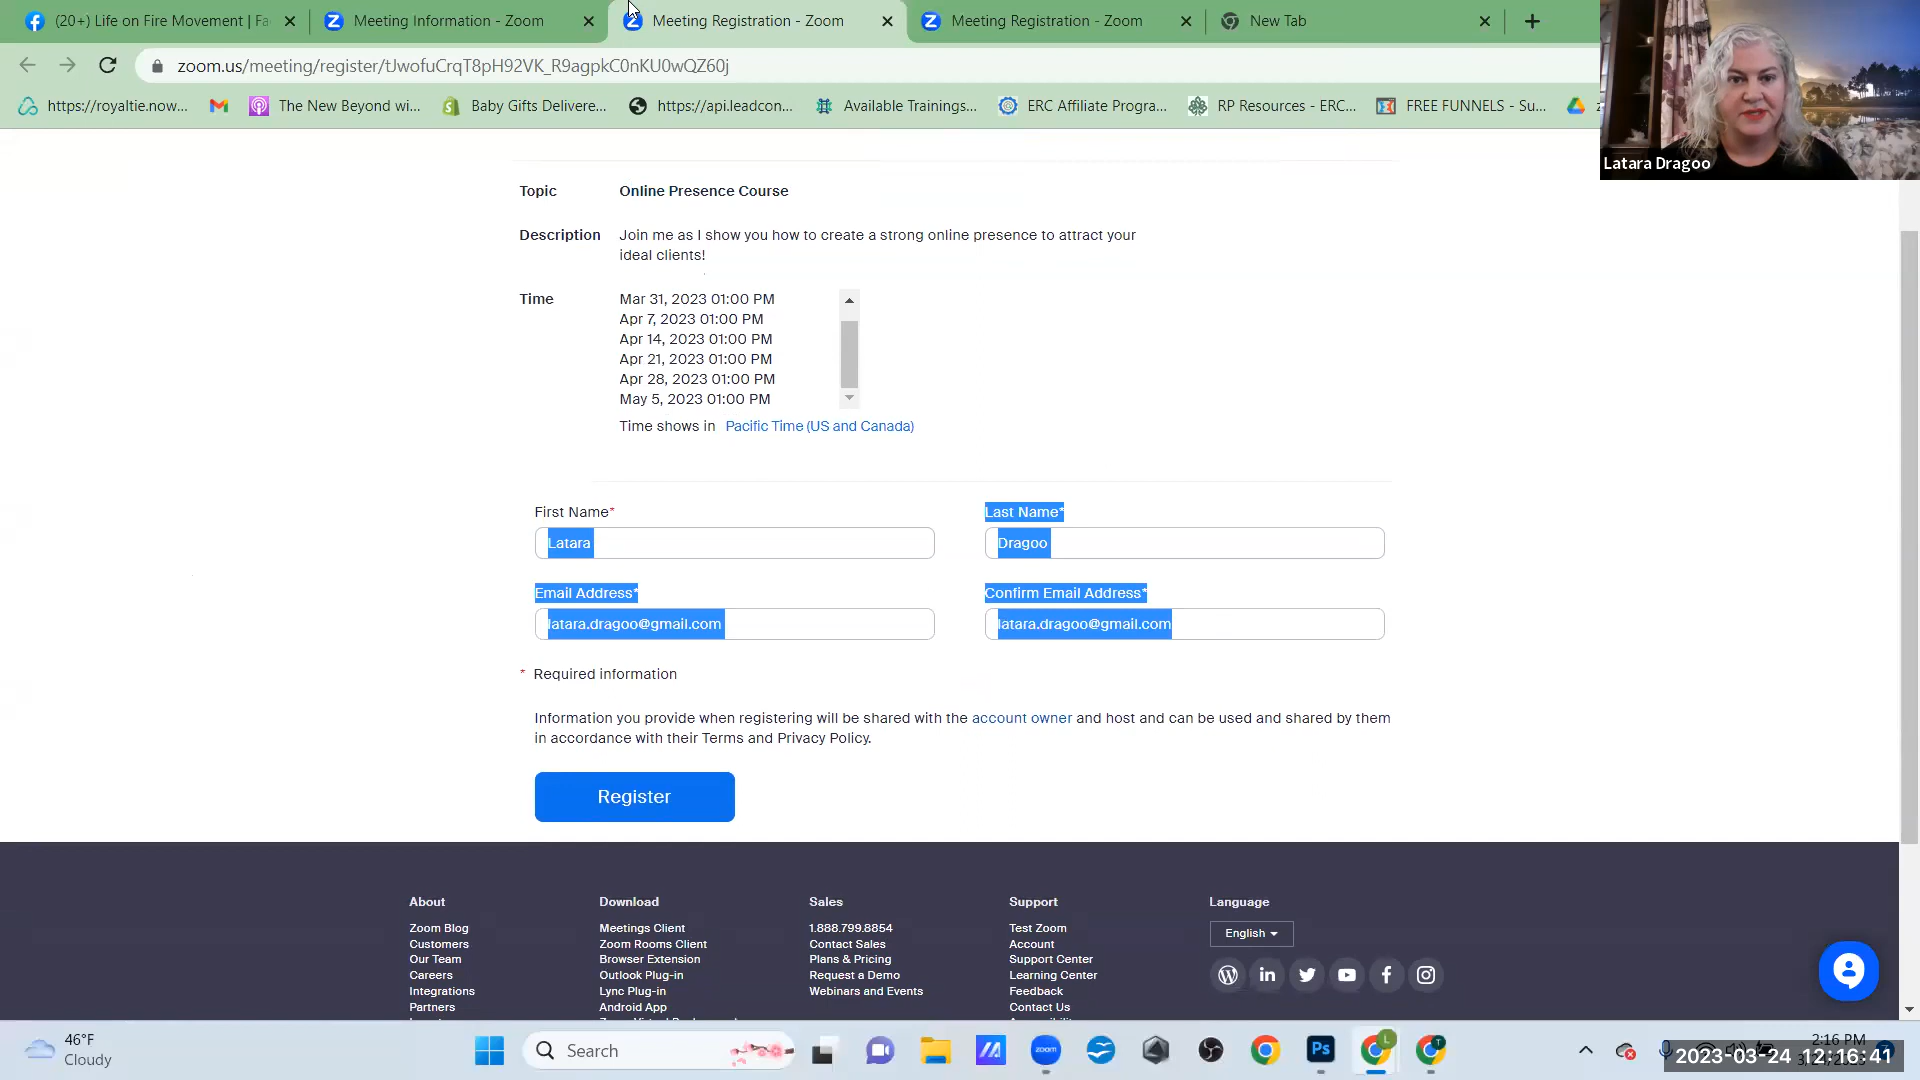 (20+) Life on Fire Movement | Fa
Meeting Information - Zoom
Meeting Registration - Zoom
Meeting Registration - Zoom
New Tab
zoom.us/meeting/register/tJwofuCrqT8pH92VK_R9agpkC0nKU0wQZ60j
https://royaltie.now...
The New Beyond wi...
Baby Gifts Delivere...
https://api.leadcon...
Available Trainings...
ERC Affiliate Progra...
RP Resources - ERC...
FREE FUNNELS - Su...
Latara Dragoo
Topic
Online Presence Course
Description
Join me as I show you how to create a strong online presence to attract your
ideal clients!
Time
Mar 31, 2023 01:00 PM
Apr 7, 2023 01:00 PM
Apr 14, 2023 01:00 PM
Apr 21, 2023 01:00 PM
Apr 28, 2023 01:00 PM
May 5, 2023 01:00 PM
Time shows in Pacific Time (US and Canada)
First Name*
Last Name*
Latara
Dragoo
Email Address*
Confirm Email Address*
latara.dragoo@gmail.com
latara.dragoo@gmail.com
* Required information
Information you provide when registering will be shared with the account owner and host and can be used and shared by them
in accordance with their Terms and Privacy Policy.
Register
About
Zoom Blog
Customers
Our Team
Careers
Integrations
Partners
Download
Meetings Client
Zoom Rooms Client
Browser Extension
Outlook Plug-in
Lync Plug-in
Android App
Sales
1.888.799.8854
Contact Sales
Plans & Pricing
Request a Demo
Webinars and Events
Support
Test Zoom
Account
Support Center
Learning Center
Feedback
Contact Us
Language
English
46°F
Cloudy
Search
zoom
Ps
L
T
2:16 PM
2023-03-24 12:16:41